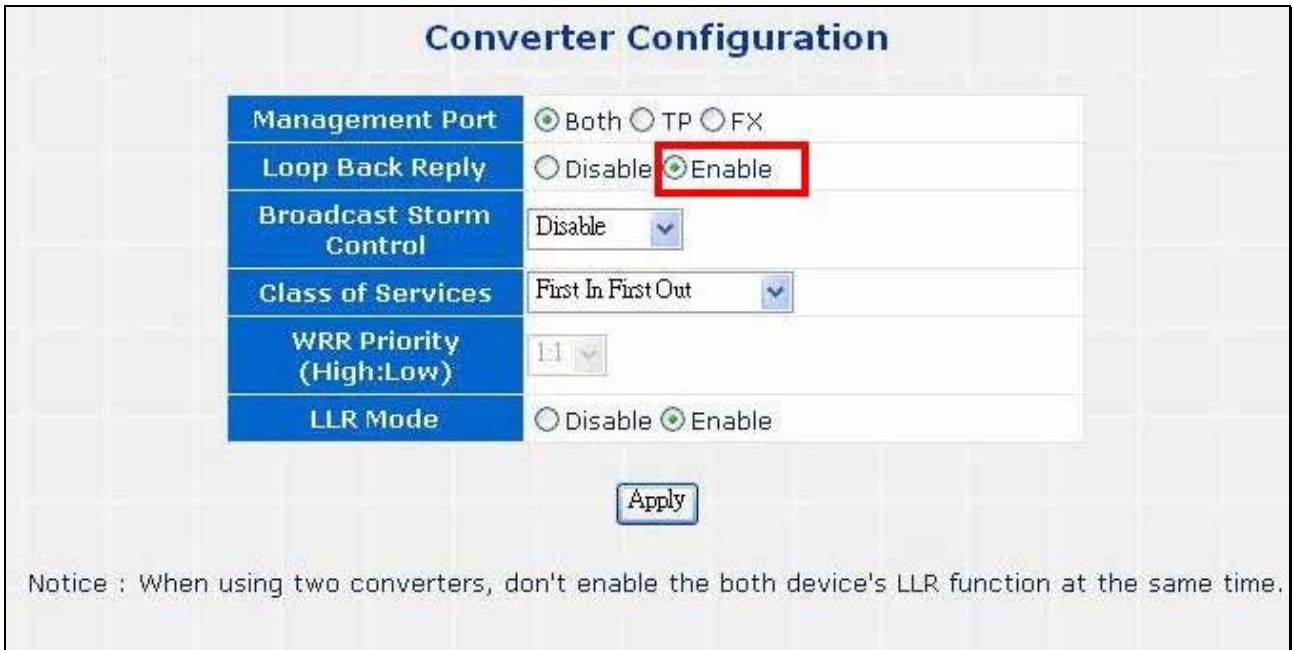 Converter Configuration
Management Port Both TP FX
Loop Back Reply Disable Enable
Broadcast Storm
Control
Disable
Class of Services First In First Out
WRR Priority
(High:Low)
1:1
LLR Mode Disable Enable
Apply
Notice : When using two converters, don't enable the both device's LLR function at the same time.